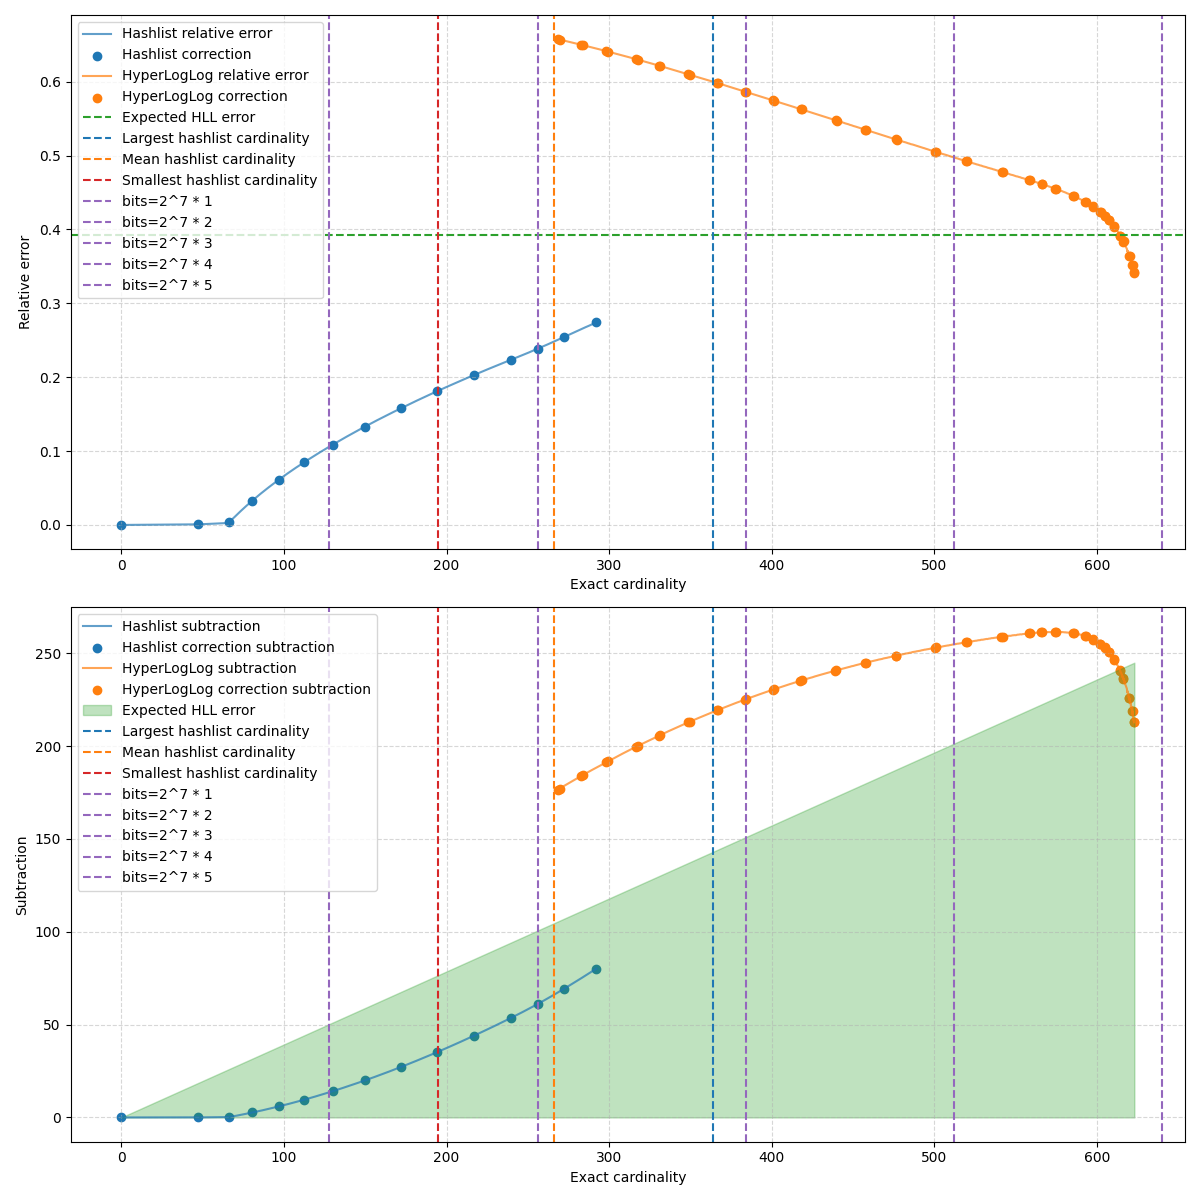 Hashlist relative error
Hashlist correction
HyperLogLog relative error
HyperLogLog correction
Expected HLL error
Largest hashlist cardinality
Mean hashlist cardinality
Smallest hashlist cardinality
bits=2^7 * 1
bits=2^7 * 2
bits=2^7 * 3
bits=2^7 * 4
bits=2^7 * 5
0.6
0.5
0.4
0.3
0.2
0.1
0.0
Relative error
0 100 200 300 400 500 600
Exact cardinality
Hashlist subtraction
Hashlist correction subtraction
HyperLogLog subtraction
HyperLogLog correction subtraction
Expected HLL error
Largest hashlist cardinality
Mean hashlist cardinality
Smallest hashlist cardinality
bits=2^7 * 1
bits=2^7 * 2
bits=2^7 * 3
bits=2^7 * 4
bits=2^7 * 5
250
200
150
100
50
0
Subtraction
0 100 200 300 400 500 600
Exact cardinality